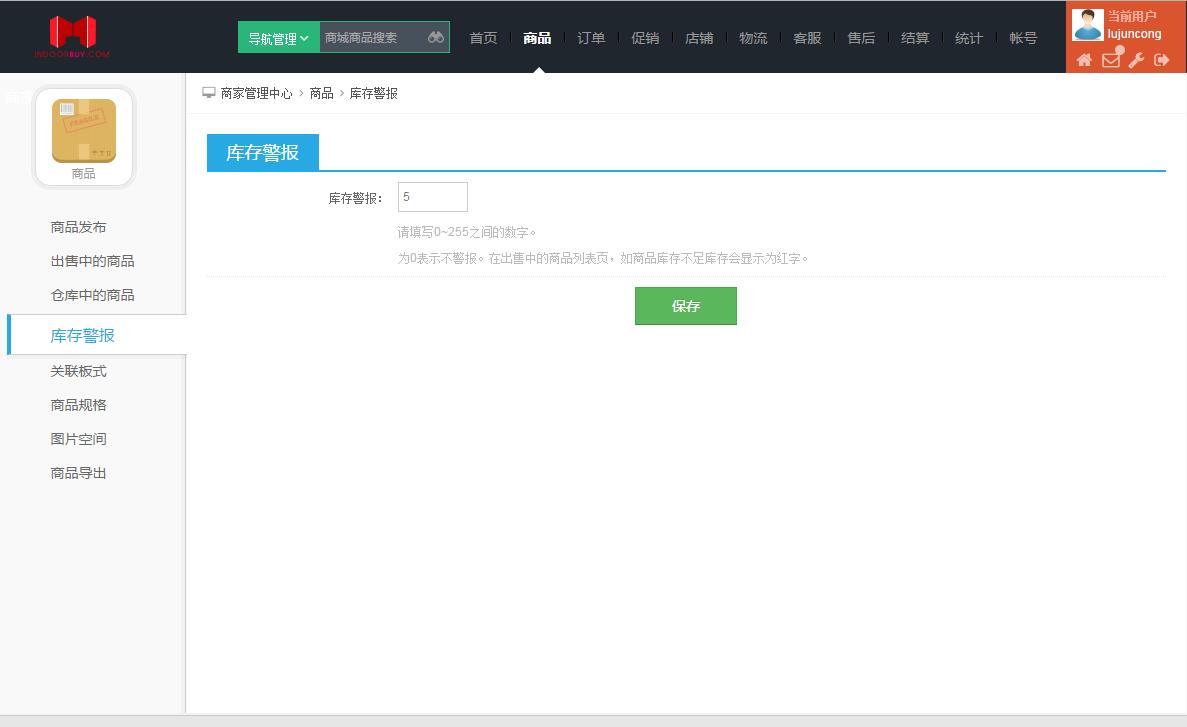 INDOORBUY.COM
导航管理
商城商品搜索
首页
商品
订单
促销
店铺
物流
客服
售后
结算
统计
帐号
当前用户
lujuncong
FRAGILE
商品
商品发布
出售中的商品
仓库中的商品
库存警报
关联板式
商品规格
图片空间
商品导出
商家管理中心 › 商品 › 库存警报
库存警报
库存警报： 5
请填写0~255之间的数字。
为0表示不警报。在出售中的商品列表页，如商品库存不足库存会显示为红字。
保存